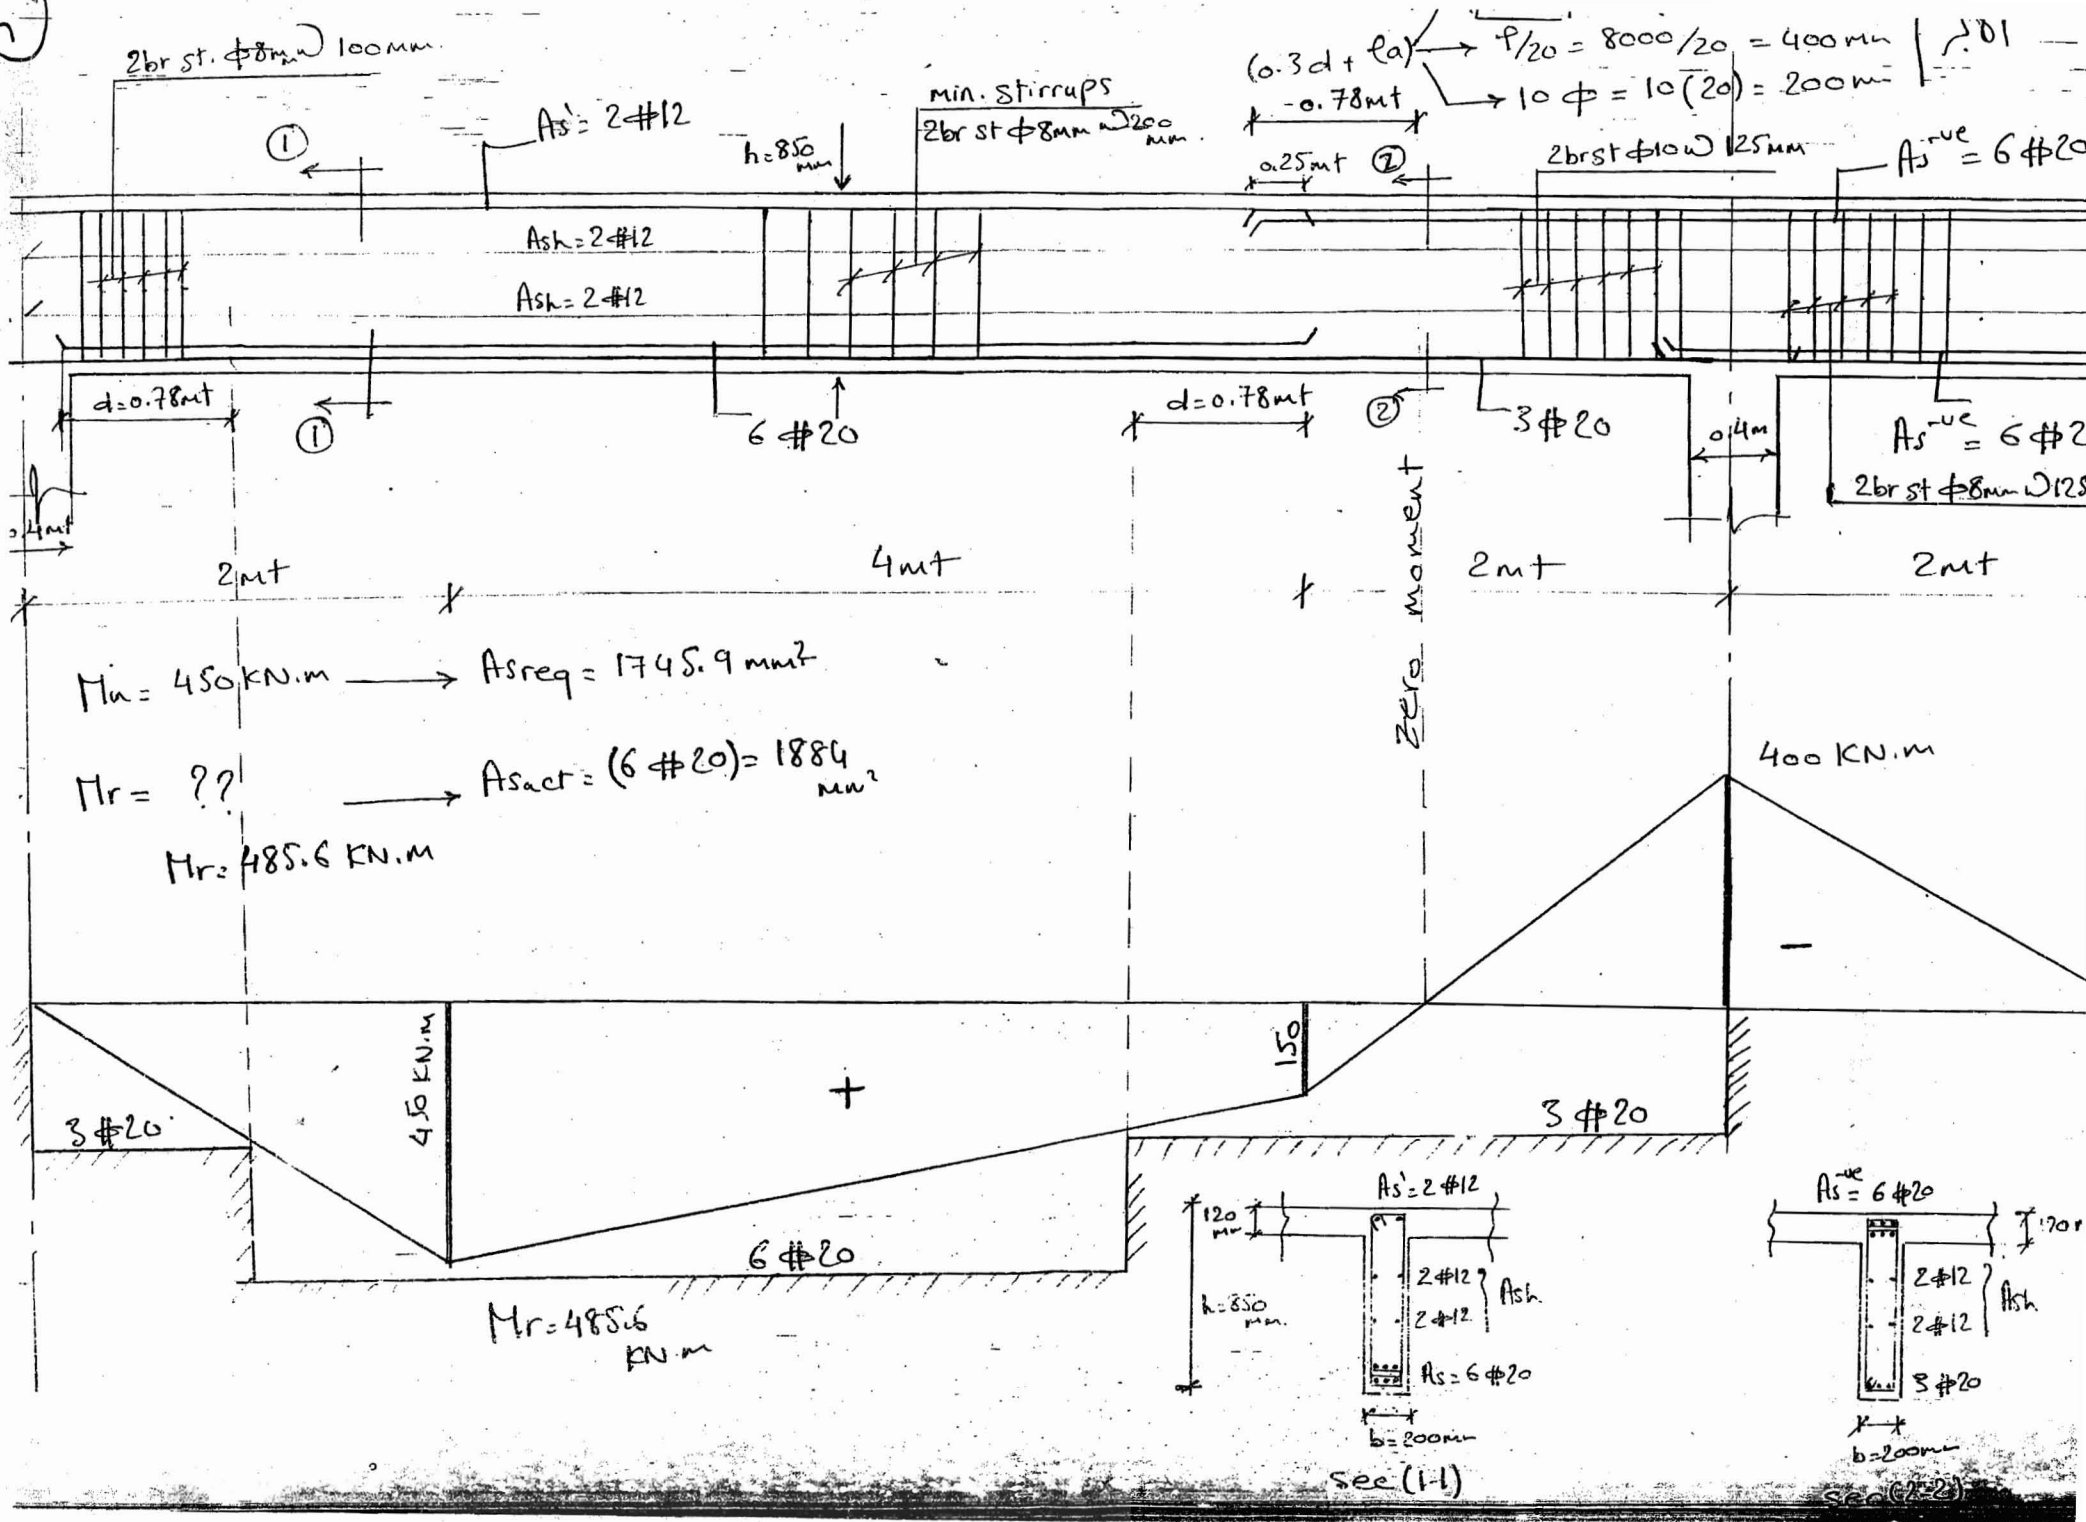 2br st. ϕ8mm @ 100mm.
(0.3d + la) → l/20 = 8000/20 = 400mm
→ 10ϕ = 10(20) = 200mm
-0.78mt
min. stirrups
2br st ϕ8mm @ 200 mm.
As' = 2#12
①
h=850 mm
0.25mt
②
2br st ϕ10 @ 125mm
As-ve = 6#20
Ash = 2#12
Ash = 2#12
d=0.78mt
①
6#20
d=0.78mt
②
3#20
0.4m
As-ve = 6#2
2br st ϕ8mm @ 125
.4mt
2mt
4mt
2mt
2mt
zero moment
Mu = 450 KN.m → Asreq = 1745.9 mm²
Mr = ?? → Asact = (6#20) = 1884 mm²
Mr = 485.6 KN.m
400 KN.m
-
450 KN.m
+
150
3#20
3#20
6#20
Mr = 485.6 KN.m
As' = 2#12
120 mm
2#12
2#12
Ash.
h=850 mm.
As = 6#20
b=200mm
Sec (1-1)
As-ve = 6#20
120
2#12
2#12
Ash.
3#20
b=200mm
Sec (2-2)